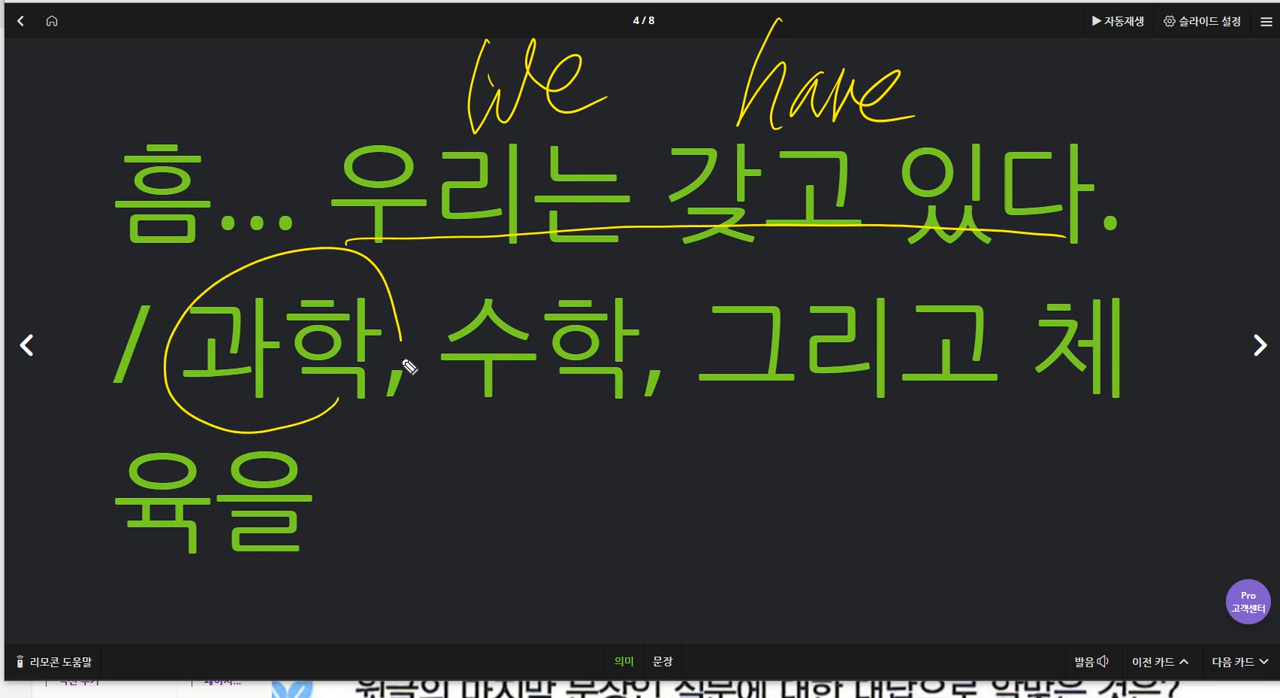 4 / 8
자동재생
슬라이드 설정
we have
흠... 우리는 갖고 있다.
/ 과학, 수학, 그리고 체
육을
Pro
고객센터
리모콘 도움말
의미
문장
발음
이전 카드
다음 카드